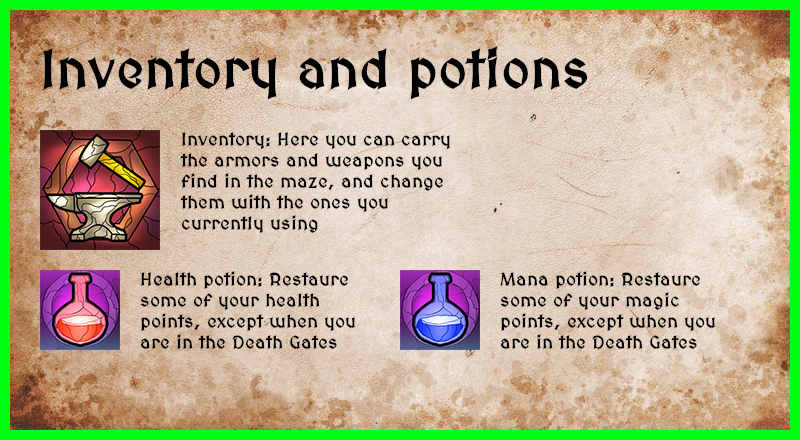 Inventory and potions
Inventory: Here you can carry
the armors and weapons you
find in the maze, and change
them with the ones you
currently using
Health potion: Restaure
some of your health
points, except when you
are in the Death Gates
Mana potion: Restaure
some of your magic
points, except when you
are in the Death Gates